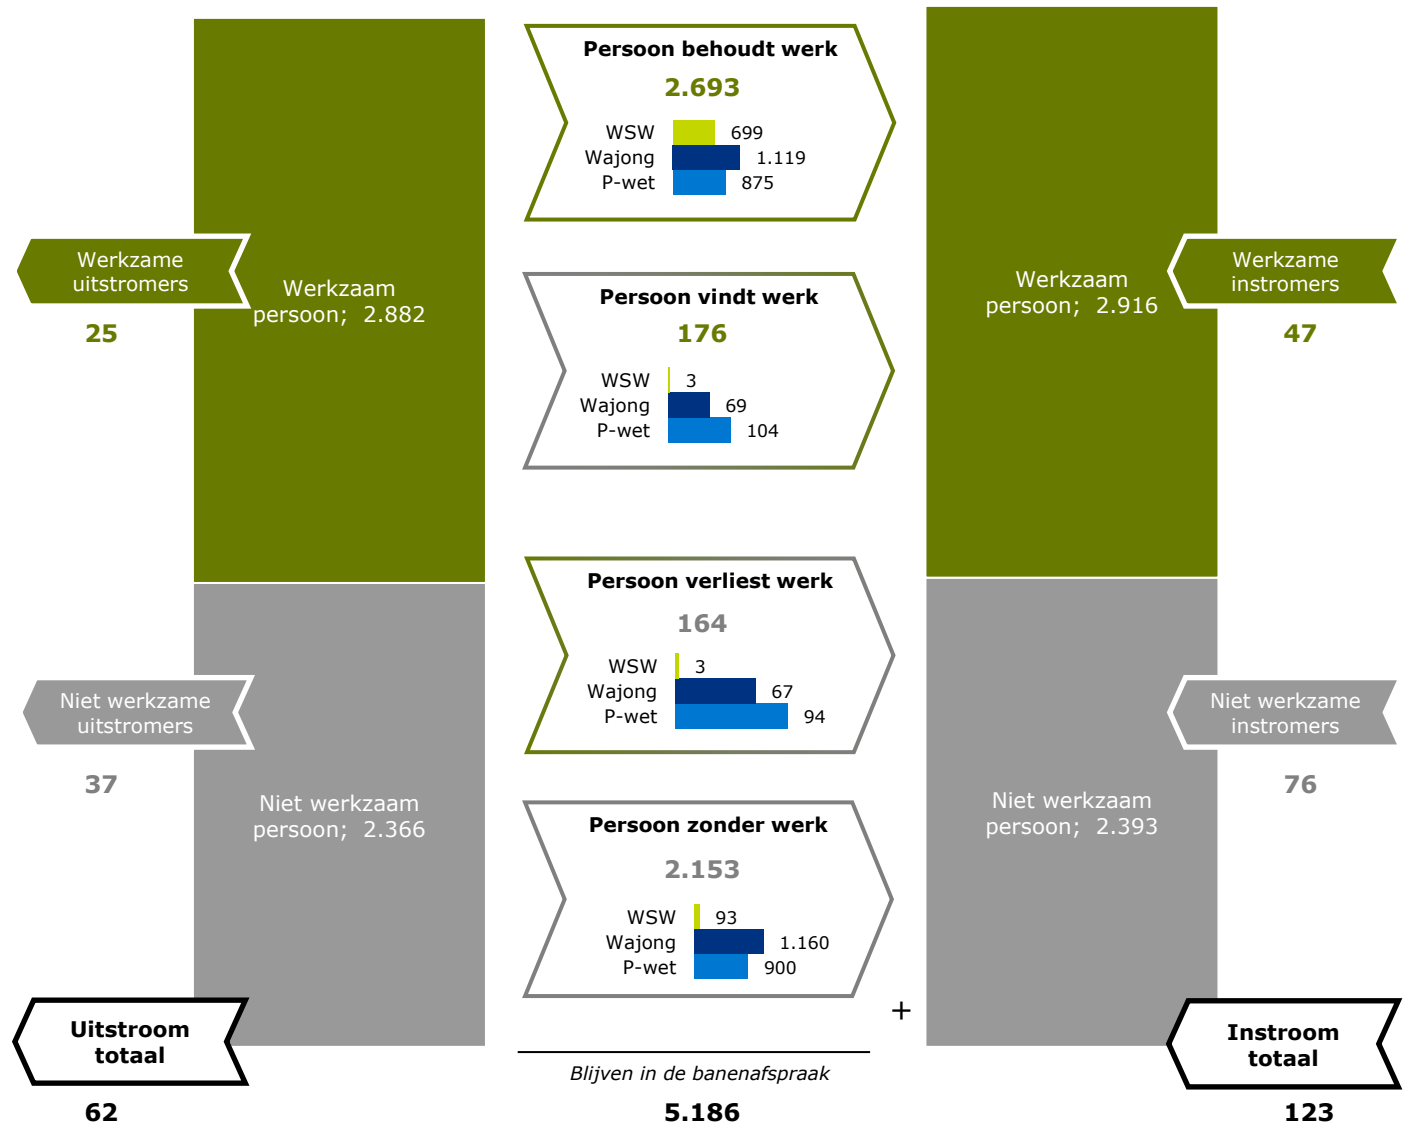 Werkzame
uitstromers
25
Werkzaam
persoon;  2.882
Niet werkzame
uitstromers
37
Niet werkzaam
persoon;  2.366
Uitstroom
totaal
62
Persoon behoudt werk
2.693
WSW 699
Wajong 1.119
P-wet 875
Persoon vindt werk
176
WSW 3
Wajong 69
P-wet 104
Persoon verliest werk
164
WSW 3
Wajong 67
P-wet 94
Persoon zonder werk
2.153
WSW 93
Wajong 1.160
P-wet 900
+
Blijven in de banenafspraak
5.186
Werkzaam
persoon;  2.916
Werkzame
instromers
47
Niet werkzaam
persoon;  2.393
Niet werkzame
instromers
76
Instroom
totaal
123